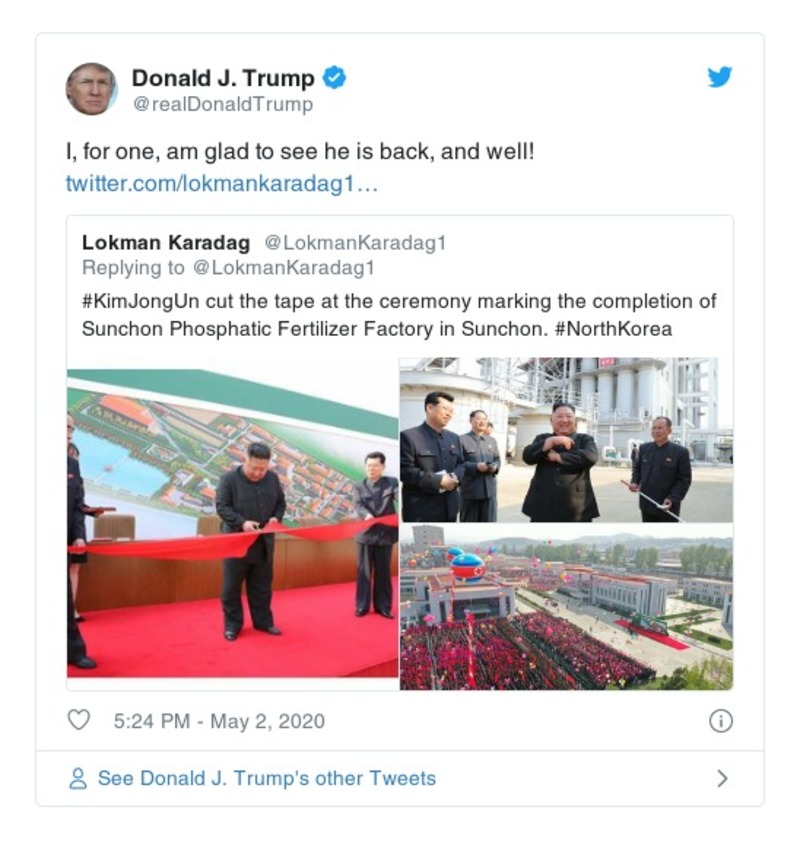 Donald J. Trump
@realDonaldTrump
I, for one, am glad to see he is back, and well!
twitter.com/lokmankaradag1…
Lokman Karadag @LokmanKaradag1
Replying to @LokmanKaradag1
#KimJongUn cut the tape at the ceremony marking the completion of
Sunchon Phosphatic Fertilizer Factory in Sunchon. #NorthKorea
5:24 PM - May 2, 2020
See Donald J. Trump's other Tweets